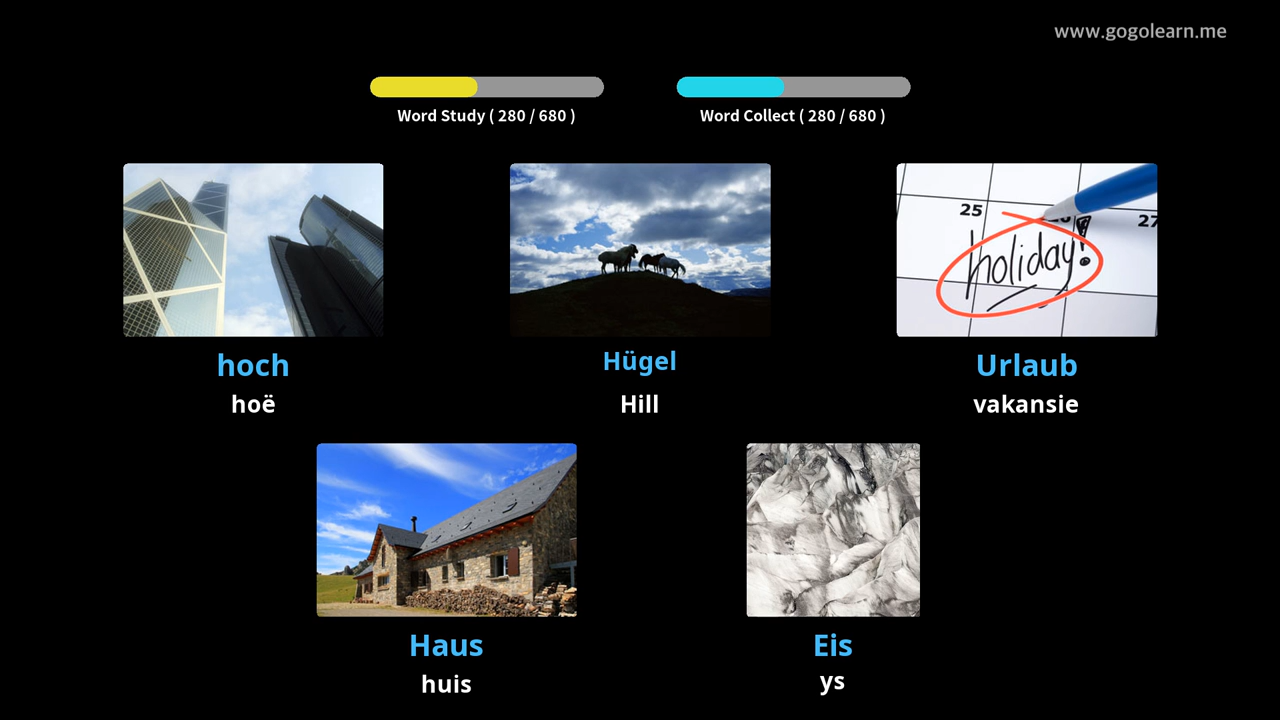 www.gogolearn.me
Word Study ( 280 / 680 )
Word Collect ( 280 / 680 )
25
27
holiday!
hoch
Hügel
Urlaub
hoë
Hill
vakansie
Haus
Eis
huis
ys